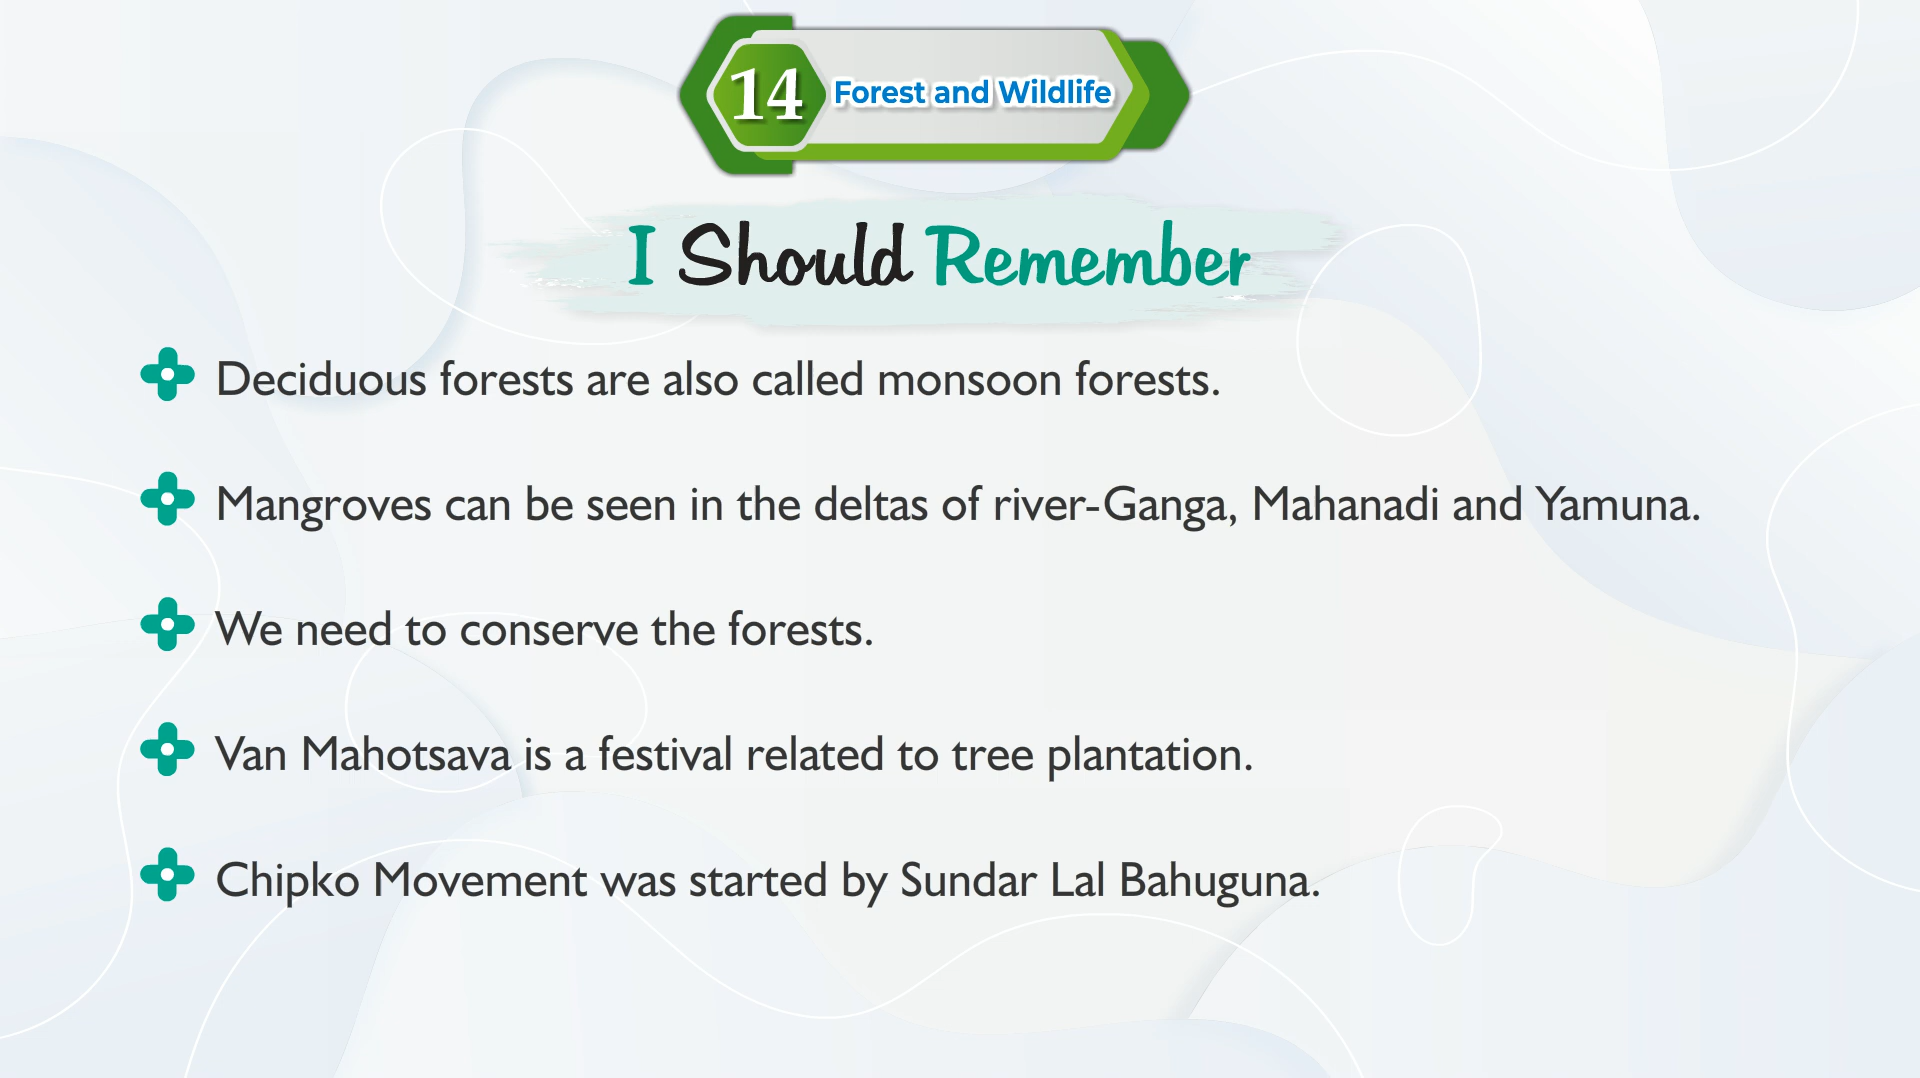 14 Forest and Wildlife
I Should Remember
Deciduous forests are also called monsoon forests.
Mangroves can be seen in the deltas of river-Ganga, Mahanadi and Yamuna.
We need to conserve the forests.
Van Mahotsava is a festival related to tree plantation.
Chipko Movement was started by Sundar Lal Bahuguna.